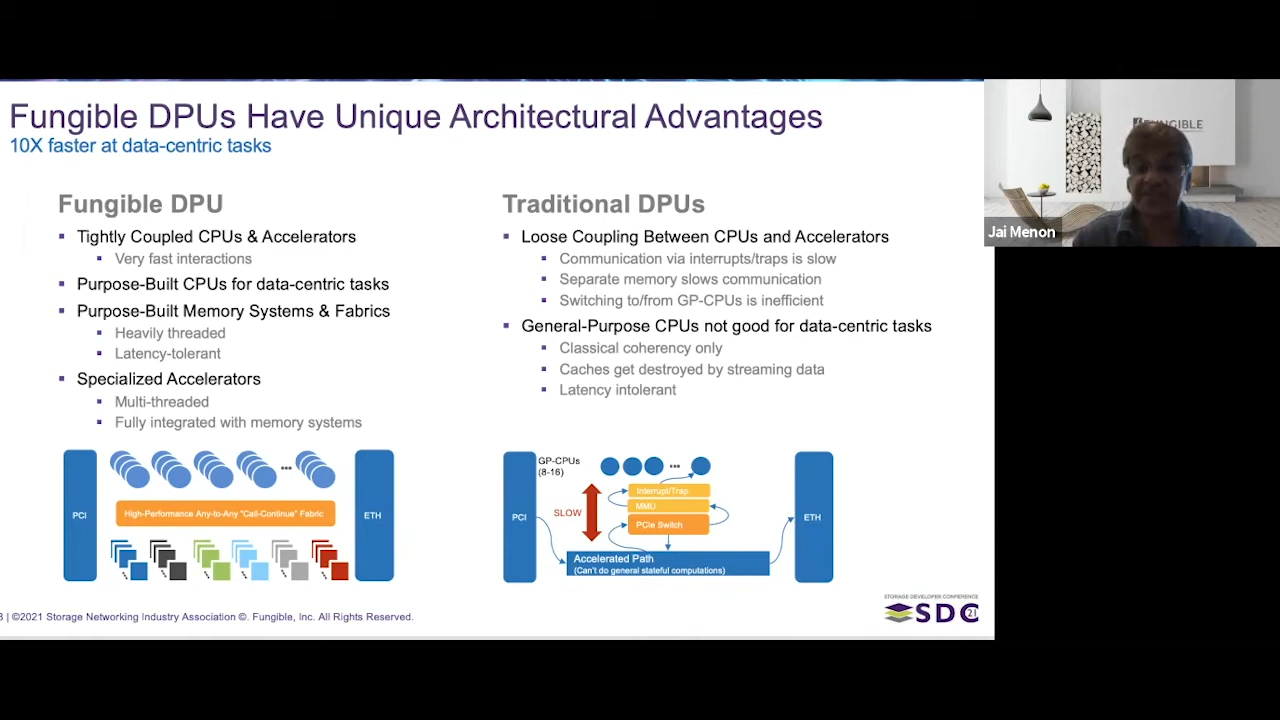 Fungible DPUs Have Unique Architectural Advantages
10X faster at data-centric tasks
Fungible DPU
Tightly Coupled CPUs & Accelerators
Very fast interactions
Purpose-Built CPUs for data-centric tasks
Purpose-Built Memory Systems & Fabrics
Heavily threaded
Latency-tolerant
Specialized Accelerators
Multi-threaded
Fully integrated with memory systems
PCI
High-Performance Any-to-Any "Call-Continue" Fabric
ETH
Traditional DPUs
Loose Coupling Between CPUs and Accelerators
Communication via interrupts/traps is slow
Separate memory slows communication
Switching to/from GP-CPUs is inefficient
General-Purpose CPUs not good for data-centric tasks
Classical coherency only
Caches get destroyed by streaming data
Latency intolerant
PCI
GP-CPUs
(8-16)
SLOW
Interrupt/Trap
MMU
PCIe Switch
Accelerated Path
(Can't do general stateful computations)
ETH
3 | ©2021 Storage Networking Industry Association ©. Fungible, Inc. All Rights Reserved.
STORAGE DEVELOPER CONFERENCE
SDC 21
FUNGIBLE
Jai Menon